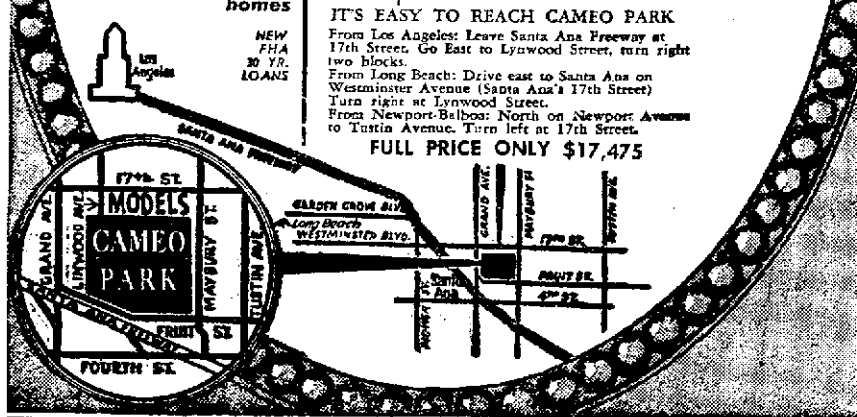 homes
NEW
FHA
30 YR.
LOANS
IT'S EASY TO REACH CAMEO PARK
From Los Angeles: Leave Santa Ana Freeway at
17th Street. Go East to Lynwood Street, turn right
two blocks.
From Long Beach: Drive east to Santa Ana on
Westminster Avenue (Santa Ana's 17th Street)
Turn right at Lynwood Street.
From Newport-Balboa: North on Newport Avenue
to Tustin Avenue. Turn left at 17th Street.
FULL PRICE ONLY $17,475
Los
Angeles
SANTA ANA FREEWAY
GARDEN GROVE BLVD.
Long Beach
WESTMINSTER BLVD.
GRAND AVE.
MAYBURY ST.
TUSTIN AVE.
17TH ST.
FRUIT ST.
4TH ST.
Santa
Ana
17TH ST.
MODELS
CAMEO
PARK
GRAND AVE.
LINWOOD AVE.
MAYBURY ST.
TUSTIN AVE.
SANTA ANA FREEWAY
FRUIT ST.
FOURTH ST.